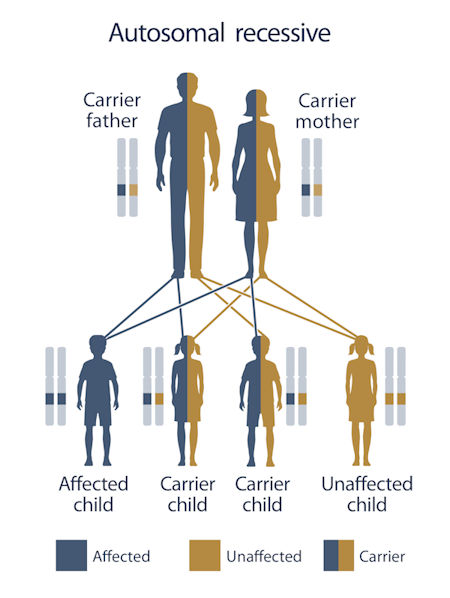 Autosomal recessive
Carrier
father
Carrier
mother
Affected
child
Carrier
child
Carrier
child
Unaffected
child
Affected
Unaffected
Carrier